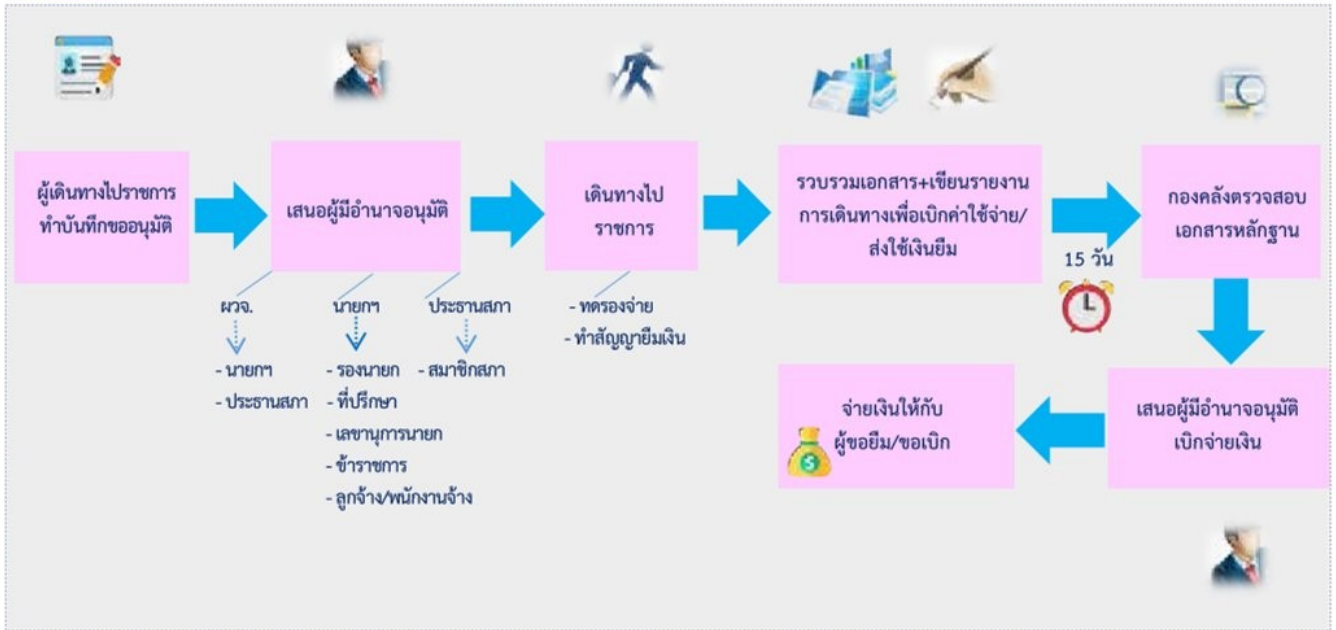 ผู้เดินทางไปราชการ
ทำบันทึกขออนุมัติ
เสนอผู้มีอำนาจอนุมัติ
ผวจ.
- นายกฯ
- ประธานสภา
นายกฯ
- รองนายก
- ที่ปรึกษา
- เลขานุการนายก
- ข้าราชการ
- ลูกจ้าง/พนักงานจ้าง
ประธานสภา
- สมาชิกสภา
เดินทางไป
ราชการ
- ทดรองจ่าย
- ทำสัญญายืมเงิน
รวบรวมเอกสาร+เขียนรายงาน
การเดินทางเพื่อเบิกค่าใช้จ่าย/
ส่งใช้เงินยืม
15 วัน
กองคลังตรวจสอบ
เอกสารหลักฐาน
เสนอผู้มีอำนาจอนุมัติ
เบิกจ่ายเงิน
จ่ายเงินให้กับ
ผู้ขอยืม/ขอเบิก